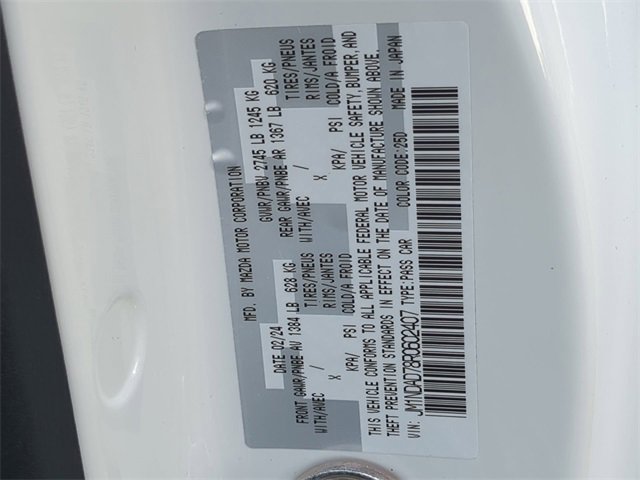 MFD. BY MAZDA MOTOR CORPORATION
DATE 02/24 GVWR/PNBV 2745 LB 1245 KG
FRONT GAWR/PNBE AV 1384 LB 628 KG REAR GAWR/PNBE AR 1367 LB 620 KG
WITH/AVEC TIRES/PNEUS WITH/AVEC TIRES/PNEUS
X RIMS/JANTES X RIMS/JANTES
KPA/ PSI COLD/A FROID KPA/ PSI COLD/A FROID
THIS VEHICLE CONFORMS TO ALL APPLICABLE FEDERAL MOTOR VEHICLE SAFETY, BUMPER, AND
THEFT PREVENTION STANDARDS IN EFFECT ON THE DATE OF MANUFACTURE SHOWN ABOVE.
VIN: JM1NDAD78R0602407 TYPE:PASS CAR COLOR CODE:25D MADE IN JAPAN